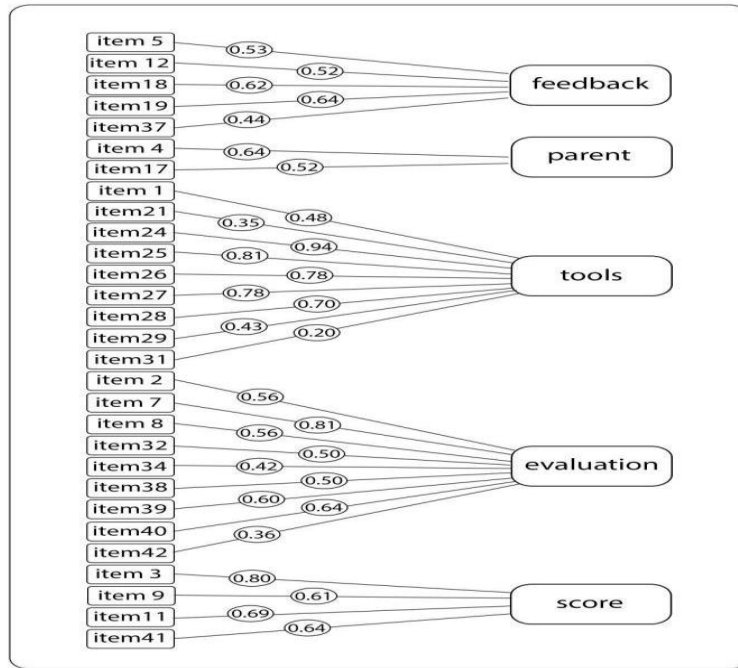 item 5
0.53
item 12
0.52
feedback
item18
0.62
item19
0.64
item37
0.44
item 4
0.64
parent
item17
0.52
item 1
0.48
item21
0.35
item24
0.94
item25
0.81
tools
item26
0.78
item27
0.78
item28
0.70
item29
0.43
item31
0.20
item 2
0.56
item 7
0.81
item 8
0.56
item32
0.50
evaluation
item34
0.42
item38
0.50
item39
0.60
item40
0.64
item42
0.36
item 3
0.80
item 9
0.61
score
item11
0.69
item41
0.64